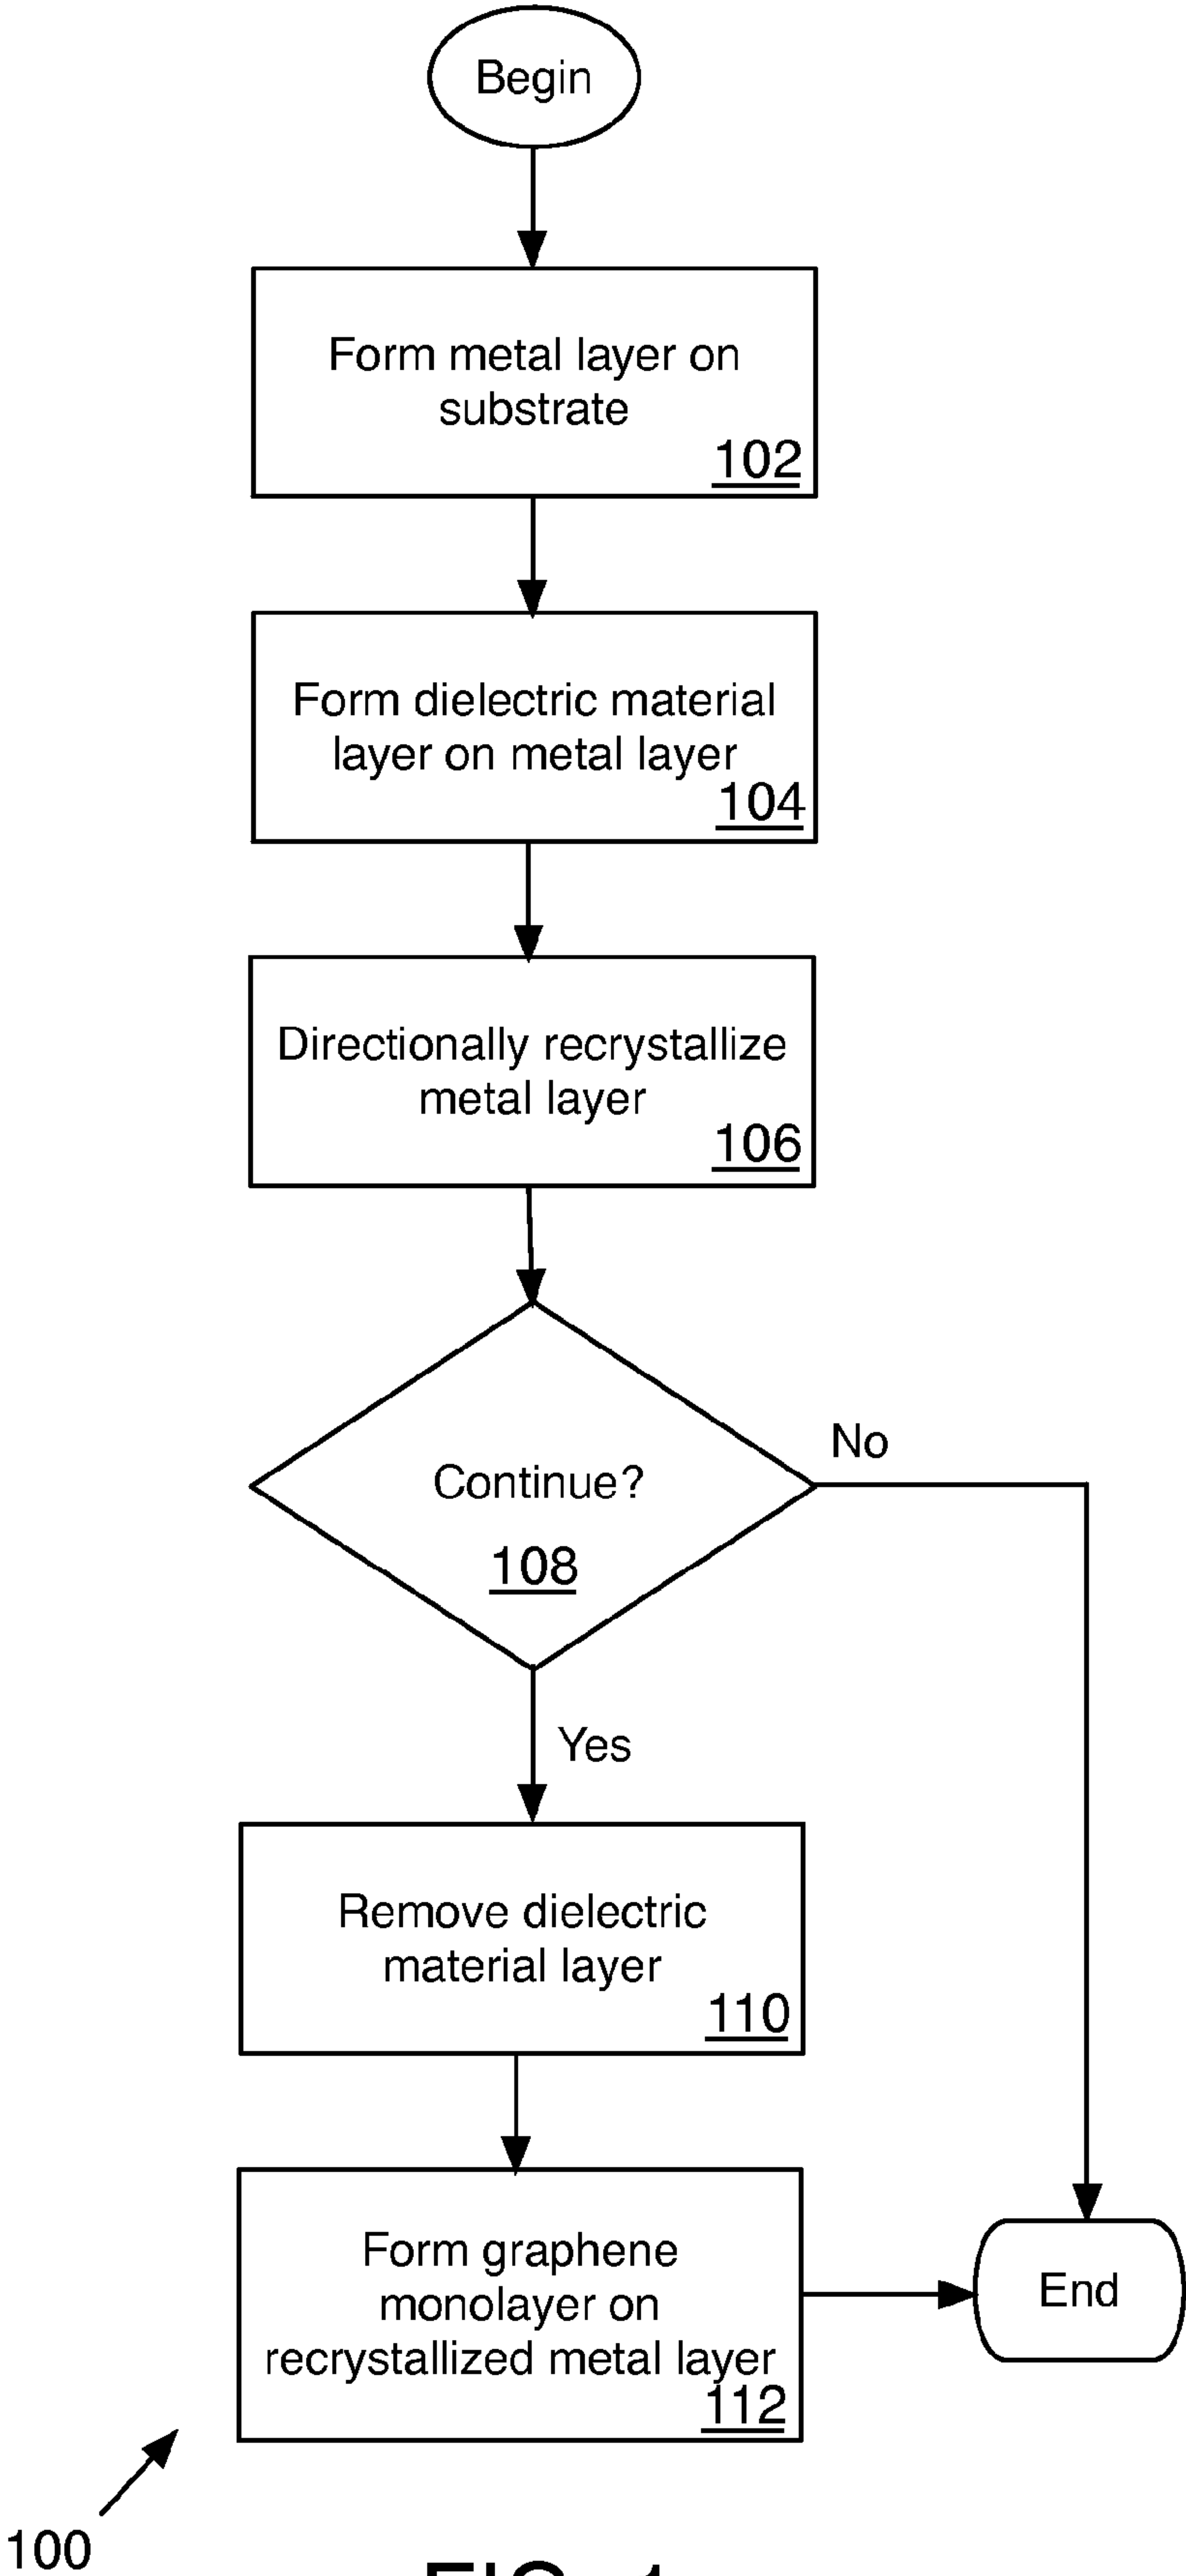 Begin
Form metal layer on
substrate
102
Form dielectric material
layer on metal layer
104
Directionally recrystallize
metal layer
106
Continue?
108
No
Yes
Remove dielectric
material layer
110
Form graphene
monolayer on
recrystallized metal layer
112
End
100